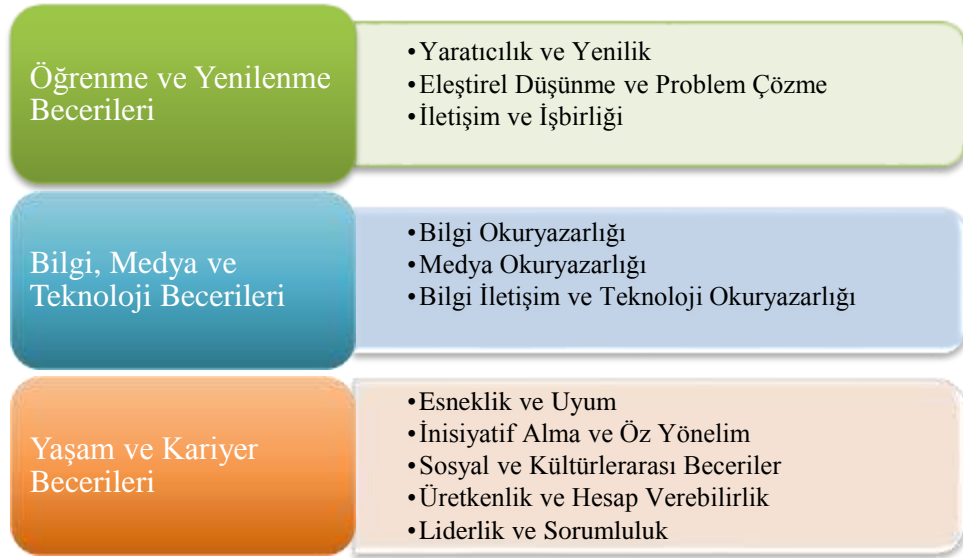 Öğrenme ve Yenilenme
Becerileri
•Yaratıcılık ve Yenilik
•Eleştirel Düşünme ve Problem Çözme
•İletişim ve İşbirliği
Bilgi, Medya ve
Teknoloji Becerileri
•Bilgi Okuryazarlığı
•Medya Okuryazarlığı
•Bilgi İletişim ve Teknoloji Okuryazarlığı
Yaşam ve Kariyer
Becerileri
•Esneklik ve Uyum
•İnisiyatif Alma ve Öz Yönelim
•Sosyal ve Kültürlerarası Beceriler
•Üretkenlik ve Hesap Verebilirlik
•Liderlik ve Sorumluluk